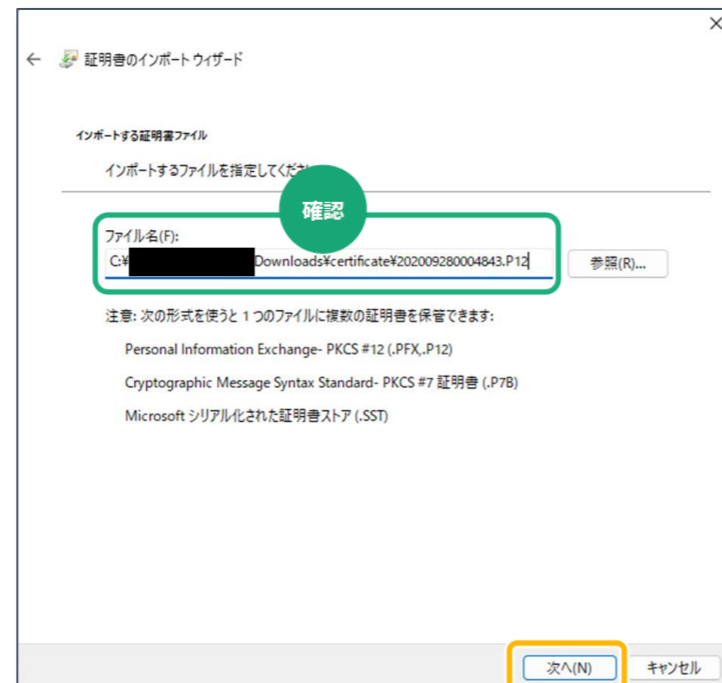 ×
← 証明書のインポート ウィザード
インポートする証明書ファイル
インポートするファイルを指定してくだ
確認
ファイル名(F):
C:¥ Downloads¥certificate¥202009280004843.P12
参照(R)...
注意: 次の形式を使うと 1 つのファイルに複数の証明書を保管できます:
Personal Information Exchange- PKCS #12 (.PFX,.P12)
Cryptographic Message Syntax Standard- PKCS #7 証明書 (.P7B)
Microsoft シリアル化された証明書ストア (.SST)
次へ(N)
キャンセル